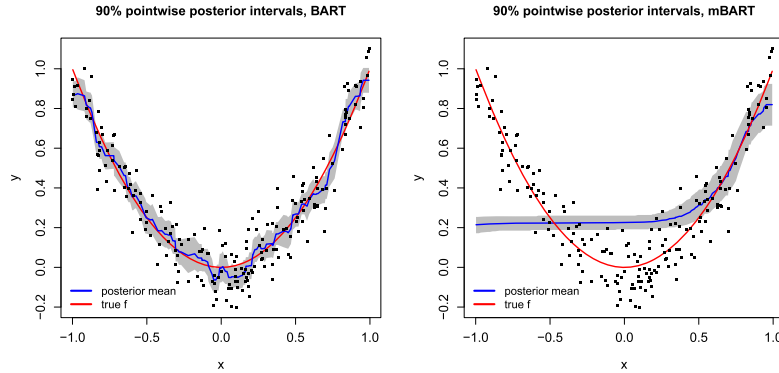 90% pointwise posterior intervals, BART
y
1.0
0.8
0.6
0.4
0.2
0.0
−0.2
posterior mean
true f
−1.0 −0.5 0.0 0.5 1.0
x
90% pointwise posterior intervals, mBART
y
1.0
0.8
0.6
0.4
0.2
0.0
−0.2
posterior mean
true f
−1.0 −0.5 0.0 0.5 1.0
x